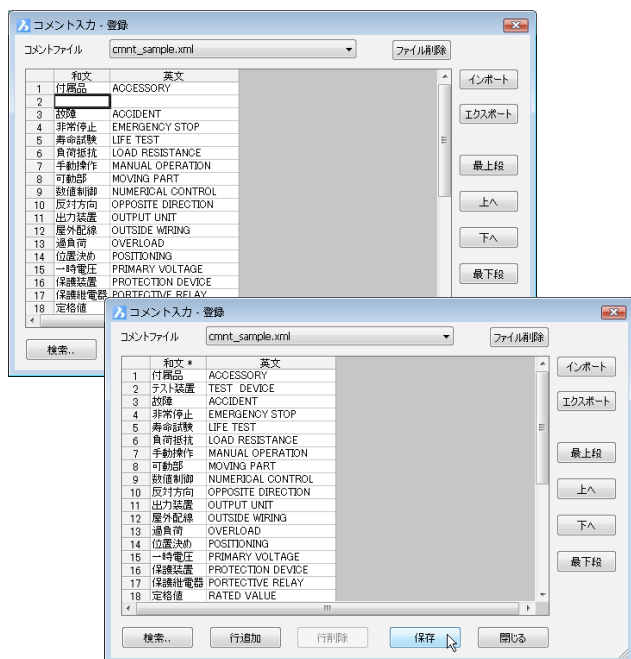 コメント入力 - 登録
コメントファイル cmnt_sample.xml ファイル削除
和文 英文
1 付属品 ACCESSORY
2
3 故障 ACCIDENT
4 非常停止 EMERGENCY STOP
5 寿命試験 LIFE TEST
6 負荷抵抗 LOAD RESISTANCE
7 手動操作 MANUAL OPERATION
8 可動部 MOVING PART
9 数値制御 NUMERICAL CONTROL
10 反対方向 OPPOSITE DIRECTION
11 出力装置 OUTPUT UNIT
12 屋外配線 OUTSIDE WIRING
13 過負荷 OVERLOAD
14 位置決め POSITIONING
15 一時電圧 PRIMARY VOLTAGE
16 保護装置 PROTECTION DEVICE
17 保護継電器 PORTECTIVE RELAY
18 定格値
インポート
エクスポート
最上段
上へ
下へ
最下段
検索..
コメント入力 - 登録
コメントファイル cmnt_sample.xml ファイル削除
和文 * 英文
1 付属品 ACCESSORY
2 テスト装置 TEST DEVICE
3 故障 ACCIDENT
4 非常停止 EMERGENCY STOP
5 寿命試験 LIFE TEST
6 負荷抵抗 LOAD RESISTANCE
7 手動操作 MANUAL OPERATION
8 可動部 MOVING PART
9 数値制御 NUMERICAL CONTROL
10 反対方向 OPPOSITE DIRECTION
11 出力装置 OUTPUT UNIT
12 屋外配線 OUTSIDE WIRING
13 過負荷 OVERLOAD
14 位置決め POSITIONING
15 一時電圧 PRIMARY VOLTAGE
16 保護装置 PROTECTION DEVICE
17 保護継電器 PORTECTIVE RELAY
18 定格値 RATED VALUE
インポート
エクスポート
最上段
上へ
下へ
最下段
検索.. 行追加 行削除 保存 閉じる